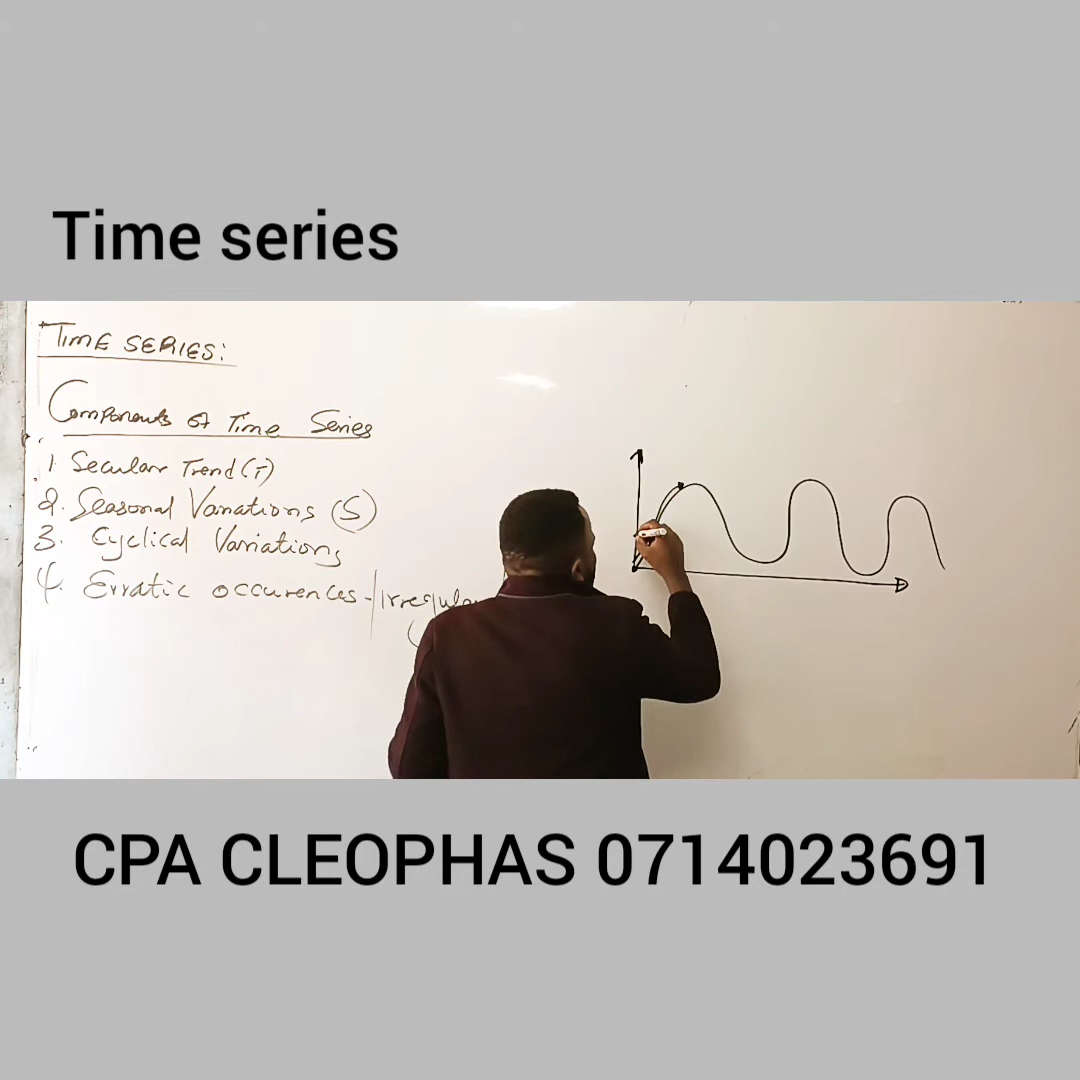 Time series
TIME SERIES:
Components of Time Series
1. Secular Trend (T)
2. Seasonal Variations (S)
3. Cyclical Variations
4. Erratic occurences - /irregula
CPA CLEOPHAS 0714023691